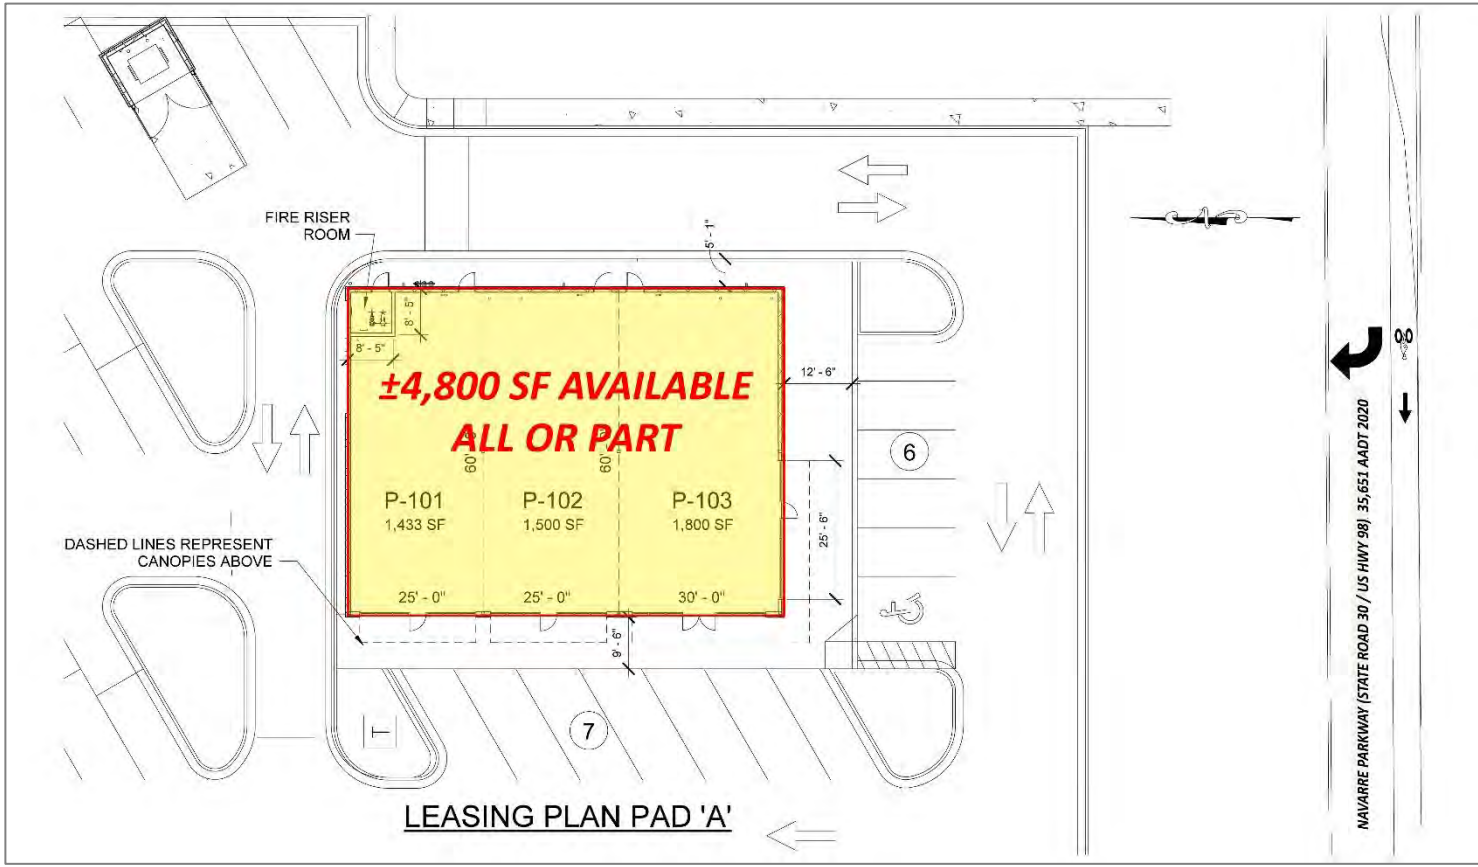 FIRE RISER
ROOM
5' - 1"
8' - 5"
8' - 5"
12' - 6"
±4,800 SF AVAILABLE
ALL OR PART
60'
60'
6
P-101
1,433 SF
P-102
1,500 SF
P-103
1,800 SF
25' - 6"
DASHED LINES REPRESENT
CANOPIES ABOVE
25' - 0"
25' - 0"
30' - 0"
9' - 6"
T
7
LEASING PLAN PAD 'A'
NAVARRE PARKWAY (STATE ROAD 30 / US HWY 98) 35,651 AADT 2020